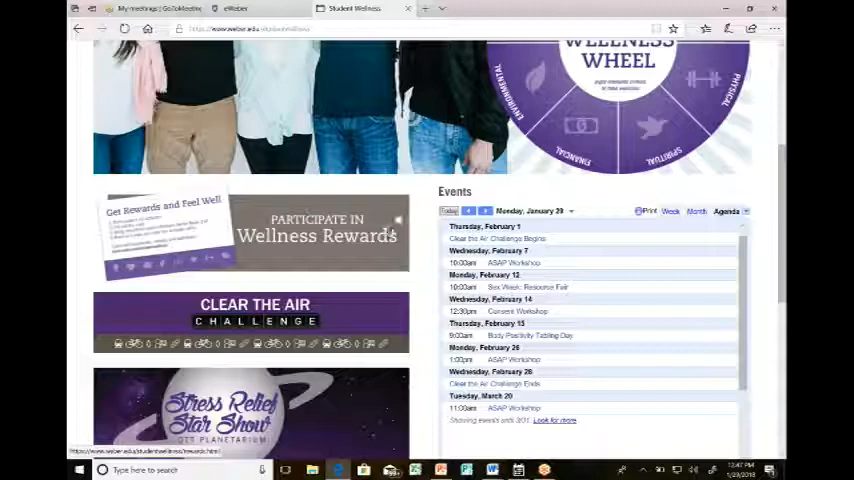 My meetings | GoToMeeting
eWeber
Student Wellness
https://www.weber.edu/studentwellness
WELLNESS
WHEEL
ENVIRONMENTAL
PHYSICAL
FINANCIAL
SPIRITUAL
Get Rewards and Feel Well
PARTICIPATE IN
Wellness Rewards
CLEAR THE AIR
CHALLENGE
Stress Relief
Star Show
OTT PLANETARIUM
Events
Today
Monday, January 29
Print
Week
Month
Agenda
Thursday, February 1
Clear the Air Challenge Begins
Wednesday, February 7
10:00am ASAP Workshop
Monday, February 12
10:00am Sex Week: Resource Fair
Wednesday, February 14
12:30pm Consent Workshop
Thursday, February 15
9:00am Body Positivity Tabling Day
Monday, February 26
1:00pm ASAP Workshop
Wednesday, February 28
Clear the Air Challenge Ends
Tuesday, March 20
11:00am ASAP Workshop
Showing events until 3/31. Look for more
https://www.weber.edu/studentwellness/rewards.html
Type here to search
12:47 PM
1/29/2018